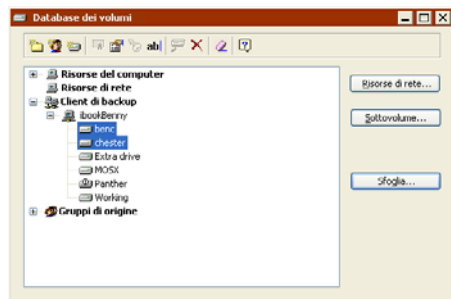 Database dei volumi
abl
Risorse del computer
Risorse di rete
Client di backup
ibookBenny
benc
chester
Extra drive
MOSX
Panther
Working
Gruppi di origine
Risorse di rete...
Sottovolume...
Sfoglia...